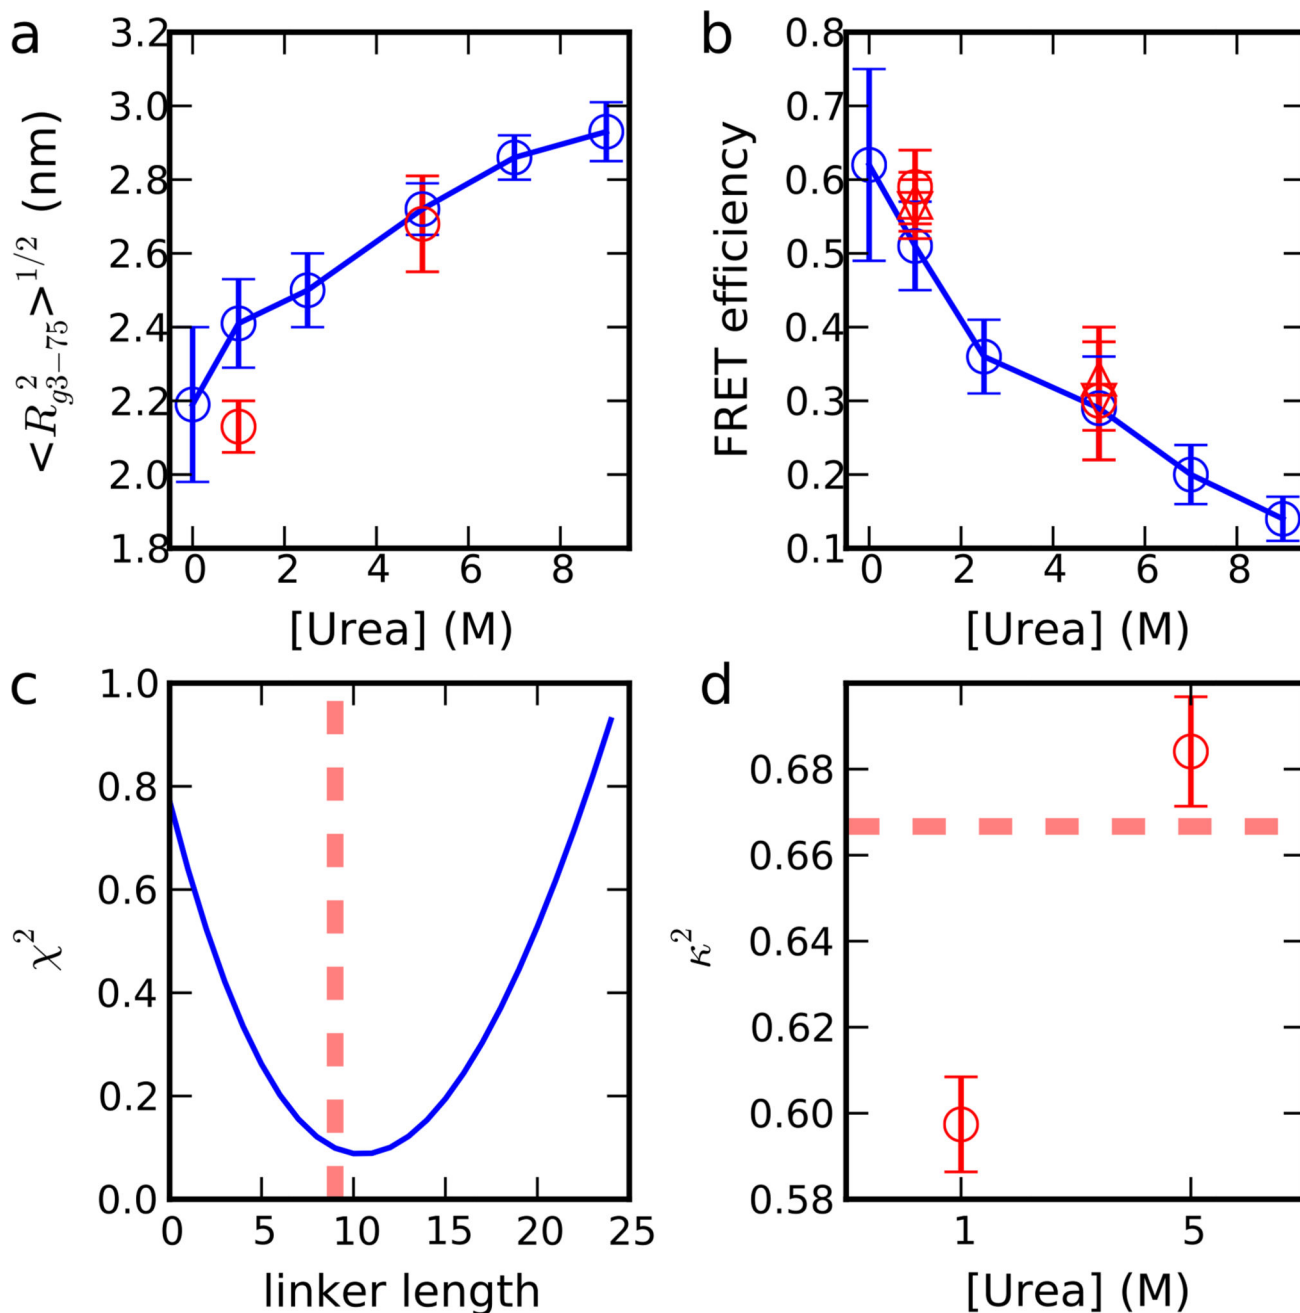 a
3.2
3.0
2.8
2.6
2.4
2.2
2.0
1.8
<R²g3−75>1/2 (nm)
0 2 4 6 8
[Urea] (M)
b
0.8
0.7
0.6
0.5
0.4
0.3
0.2
0.1
FRET efficiency
0 2 4 6 8
[Urea] (M)
c
1.0
0.8
0.6
0.4
0.2
0.0
χ²
0 5 10 15 20 25
linker length
d
0.68
0.66
0.64
0.62
0.60
0.58
κ²
1 5
[Urea] (M)